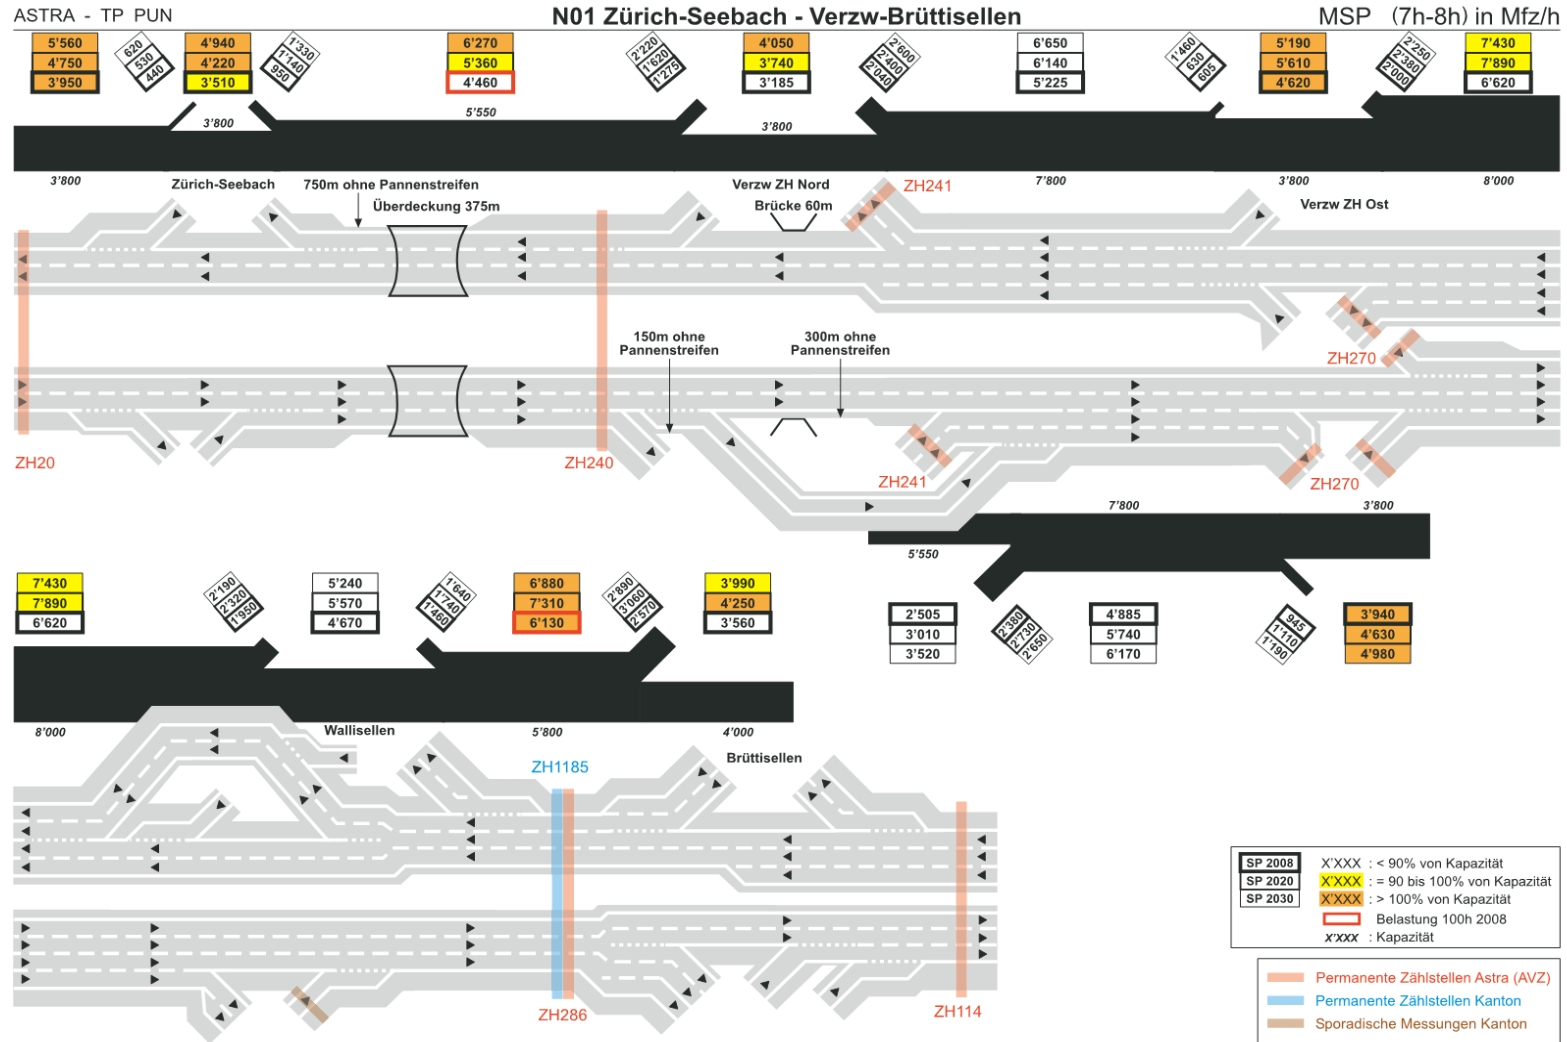 ASTRA - TP PUN
N01 Zürich-Seebach - Verzw-Brüttisellen
MSP (7h-8h) in Mfz/h
5’560
4’750
3’950
620
530
440
4’940
4’220
3’510
1’330
1’140
950
6’270
5’360
4’460
2’220
1’620
1’275
4’050
3’740
3’185
2’600
2’400
2’040
6’650
6’140
5’225
1’460
630
605
5’190
5’610
4’620
2’250
2’380
2’000
7’430
7’890
6’620
3’800
5’550
3’800
3’800
Zürich-Seebach
750m ohne Pannenstreifen
Verzw ZH Nord
ZH241
7’800
3’800
8’000
Überdeckung 375m
Brücke 60m
Verzw ZH Ost
150m ohne
Pannenstreifen
300m ohne
Pannenstreifen
ZH270
ZH20
ZH240
ZH241
ZH270
7’800
3’800
5’550
7’430
7’890
6’620
2’190
2’320
1’950
5’240
5’570
4’670
1’640
1’740
1’460
6’880
7’310
6’130
2’890
3’060
2’570
3’990
4’250
3’560
2’505
3’010
3’520
2’380
2’730
2’650
4’885
5’740
6’170
945
1’110
1’190
3’940
4’630
4’980
8’000
Wallisellen
5’800
4’000
Brüttisellen
ZH1185
ZH286
ZH114
SP 2008 X’XXX : < 90% von Kapazität
SP 2020 X’XXX : = 90 bis 100% von Kapazität
SP 2030 X’XXX : > 100% von Kapazität
Belastung 100h 2008
x’xxx : Kapazität
Permanente Zählstellen Astra (AVZ)
Permanente Zählstellen Kanton
Sporadische Messungen Kanton